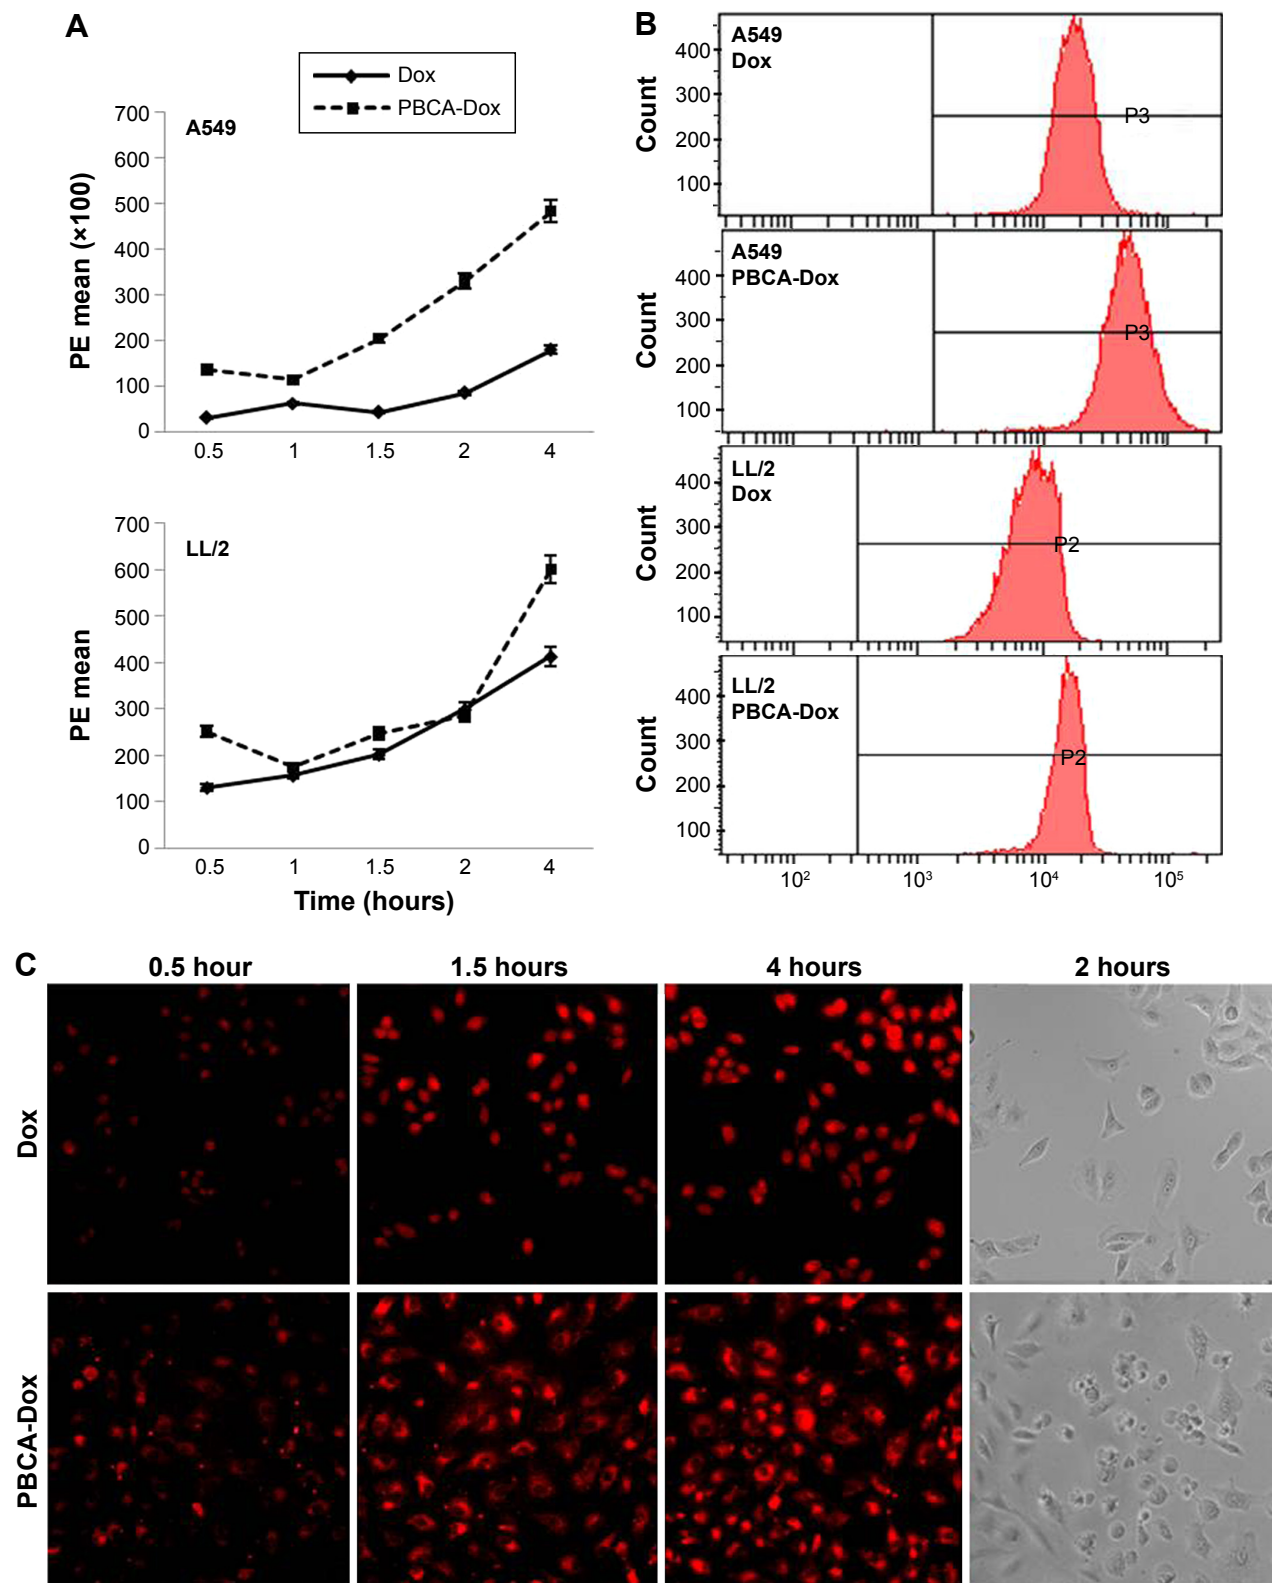 A
Dox
PBCA-Dox
A549
PE mean (×100)
700
600
500
400
300
200
100
0
0.5 1 1.5 2 4
LL/2
PE mean
700
600
500
400
300
200
100
0
0.5 1 1.5 2 4
Time (hours)
B
A549
Dox
Count
400
300
200
100
P3
A549
PBCA-Dox
Count
400
300
200
100
P3
LL/2
Dox
Count
400
300
200
100
P2
LL/2
PBCA-Dox
Count
400
300
200
100
P2
10² 10³ 10⁴ 10⁵
C
0.5 hour 1.5 hours 4 hours 2 hours
Dox
PBCA-Dox